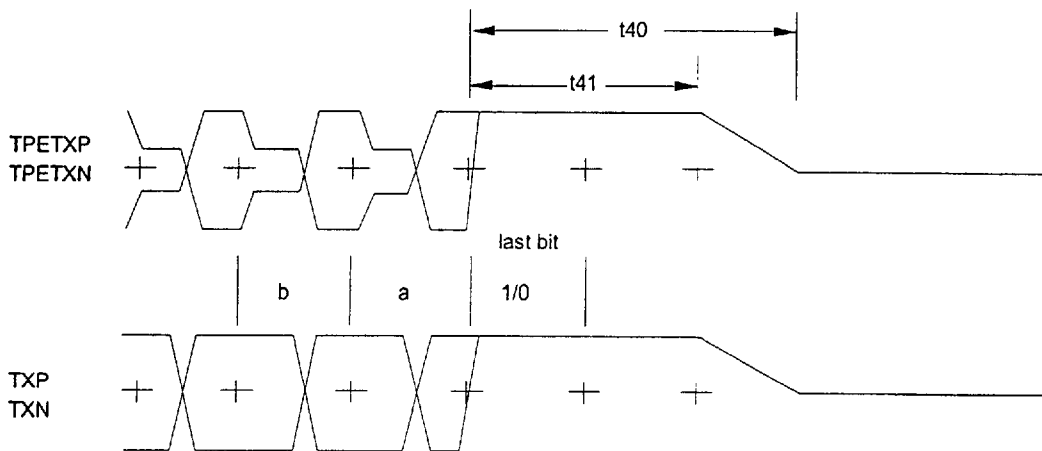 t40
t41
TPETXP
TPETXN
last bit
b
a
1/0
TXP
TXN